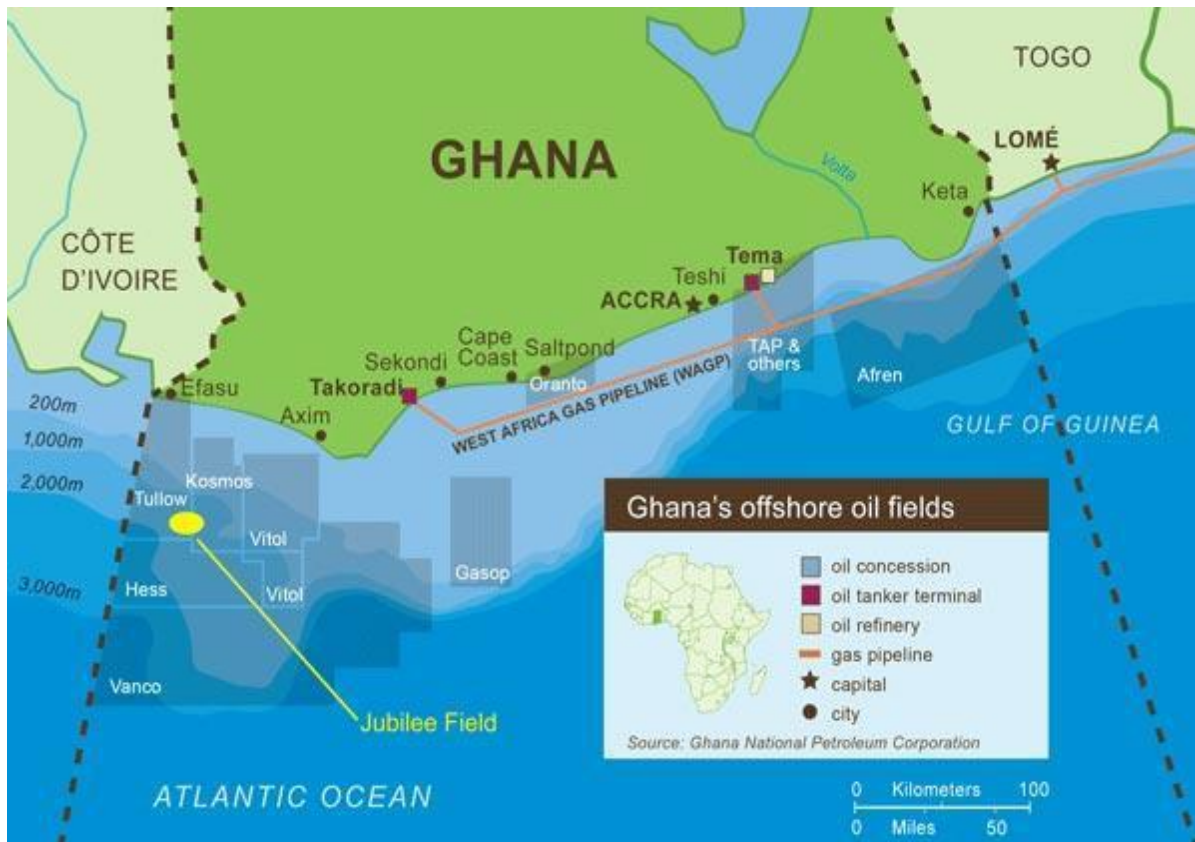 TOGO
LOMÉ
GHANA
Volta
Keta
CÔTE
D'IVOIRE
Tema
Teshi
ACCRA
Cape
Coast
Saltpond
Sekondi
Takoradi
Oranto
TAP &
others
Afren
WEST AFRICA GAS PIPELINE (WAGP)
Efasu
Axim
200m
1,000m
2,000m
3,000m
GULF OF GUINEA
Kosmos
Tullow
Vitol
Hess
Vitol
Gasop
Vanco
Jubilee Field
ATLANTIC OCEAN
Ghana's offshore oil fields
oil concession
oil tanker terminal
oil refinery
gas pipeline
capital
city
Source: Ghana National Petroleum Corporation
0 Kilometers 100
0 Miles 50